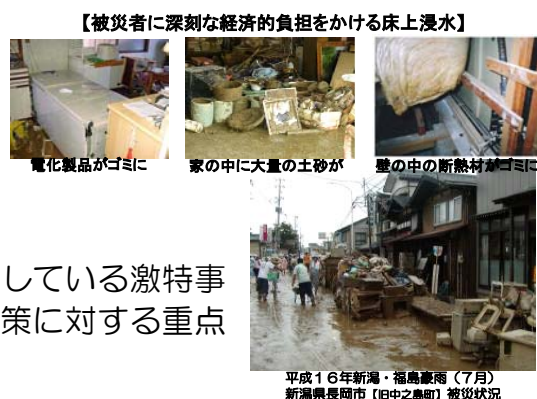 【被災者に深刻な経済的負担をかける床上浸水】
電化製品がゴミに
家の中に大量の土砂が
壁の中の断熱材がゴミに
している激特事
策に対する重点
平成16年新潟・福島豪雨（7月）
新潟県長岡市【旧中之島町】被災状況